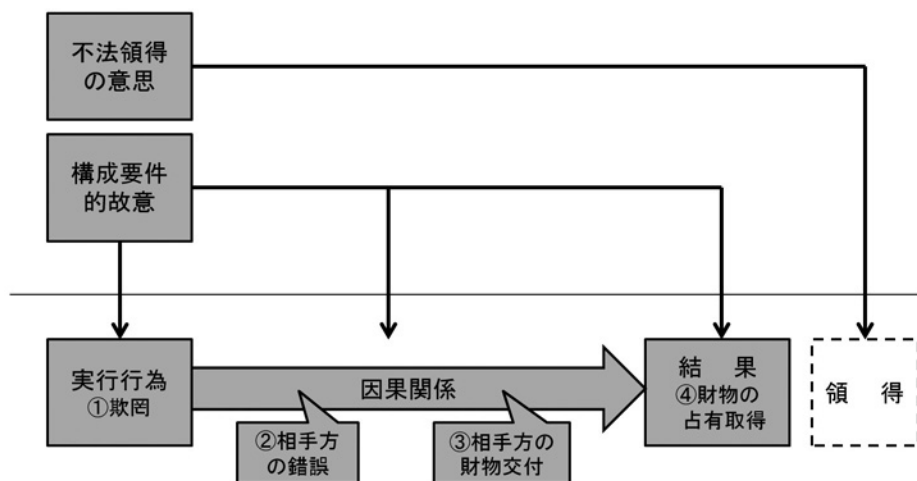 不法領得
の意思
構成要件
的故意
実行行為
①欺罔
因果関係
②相手方
の錯誤
③相手方の
財物交付
結　果
④財物の
占有取得
領　得